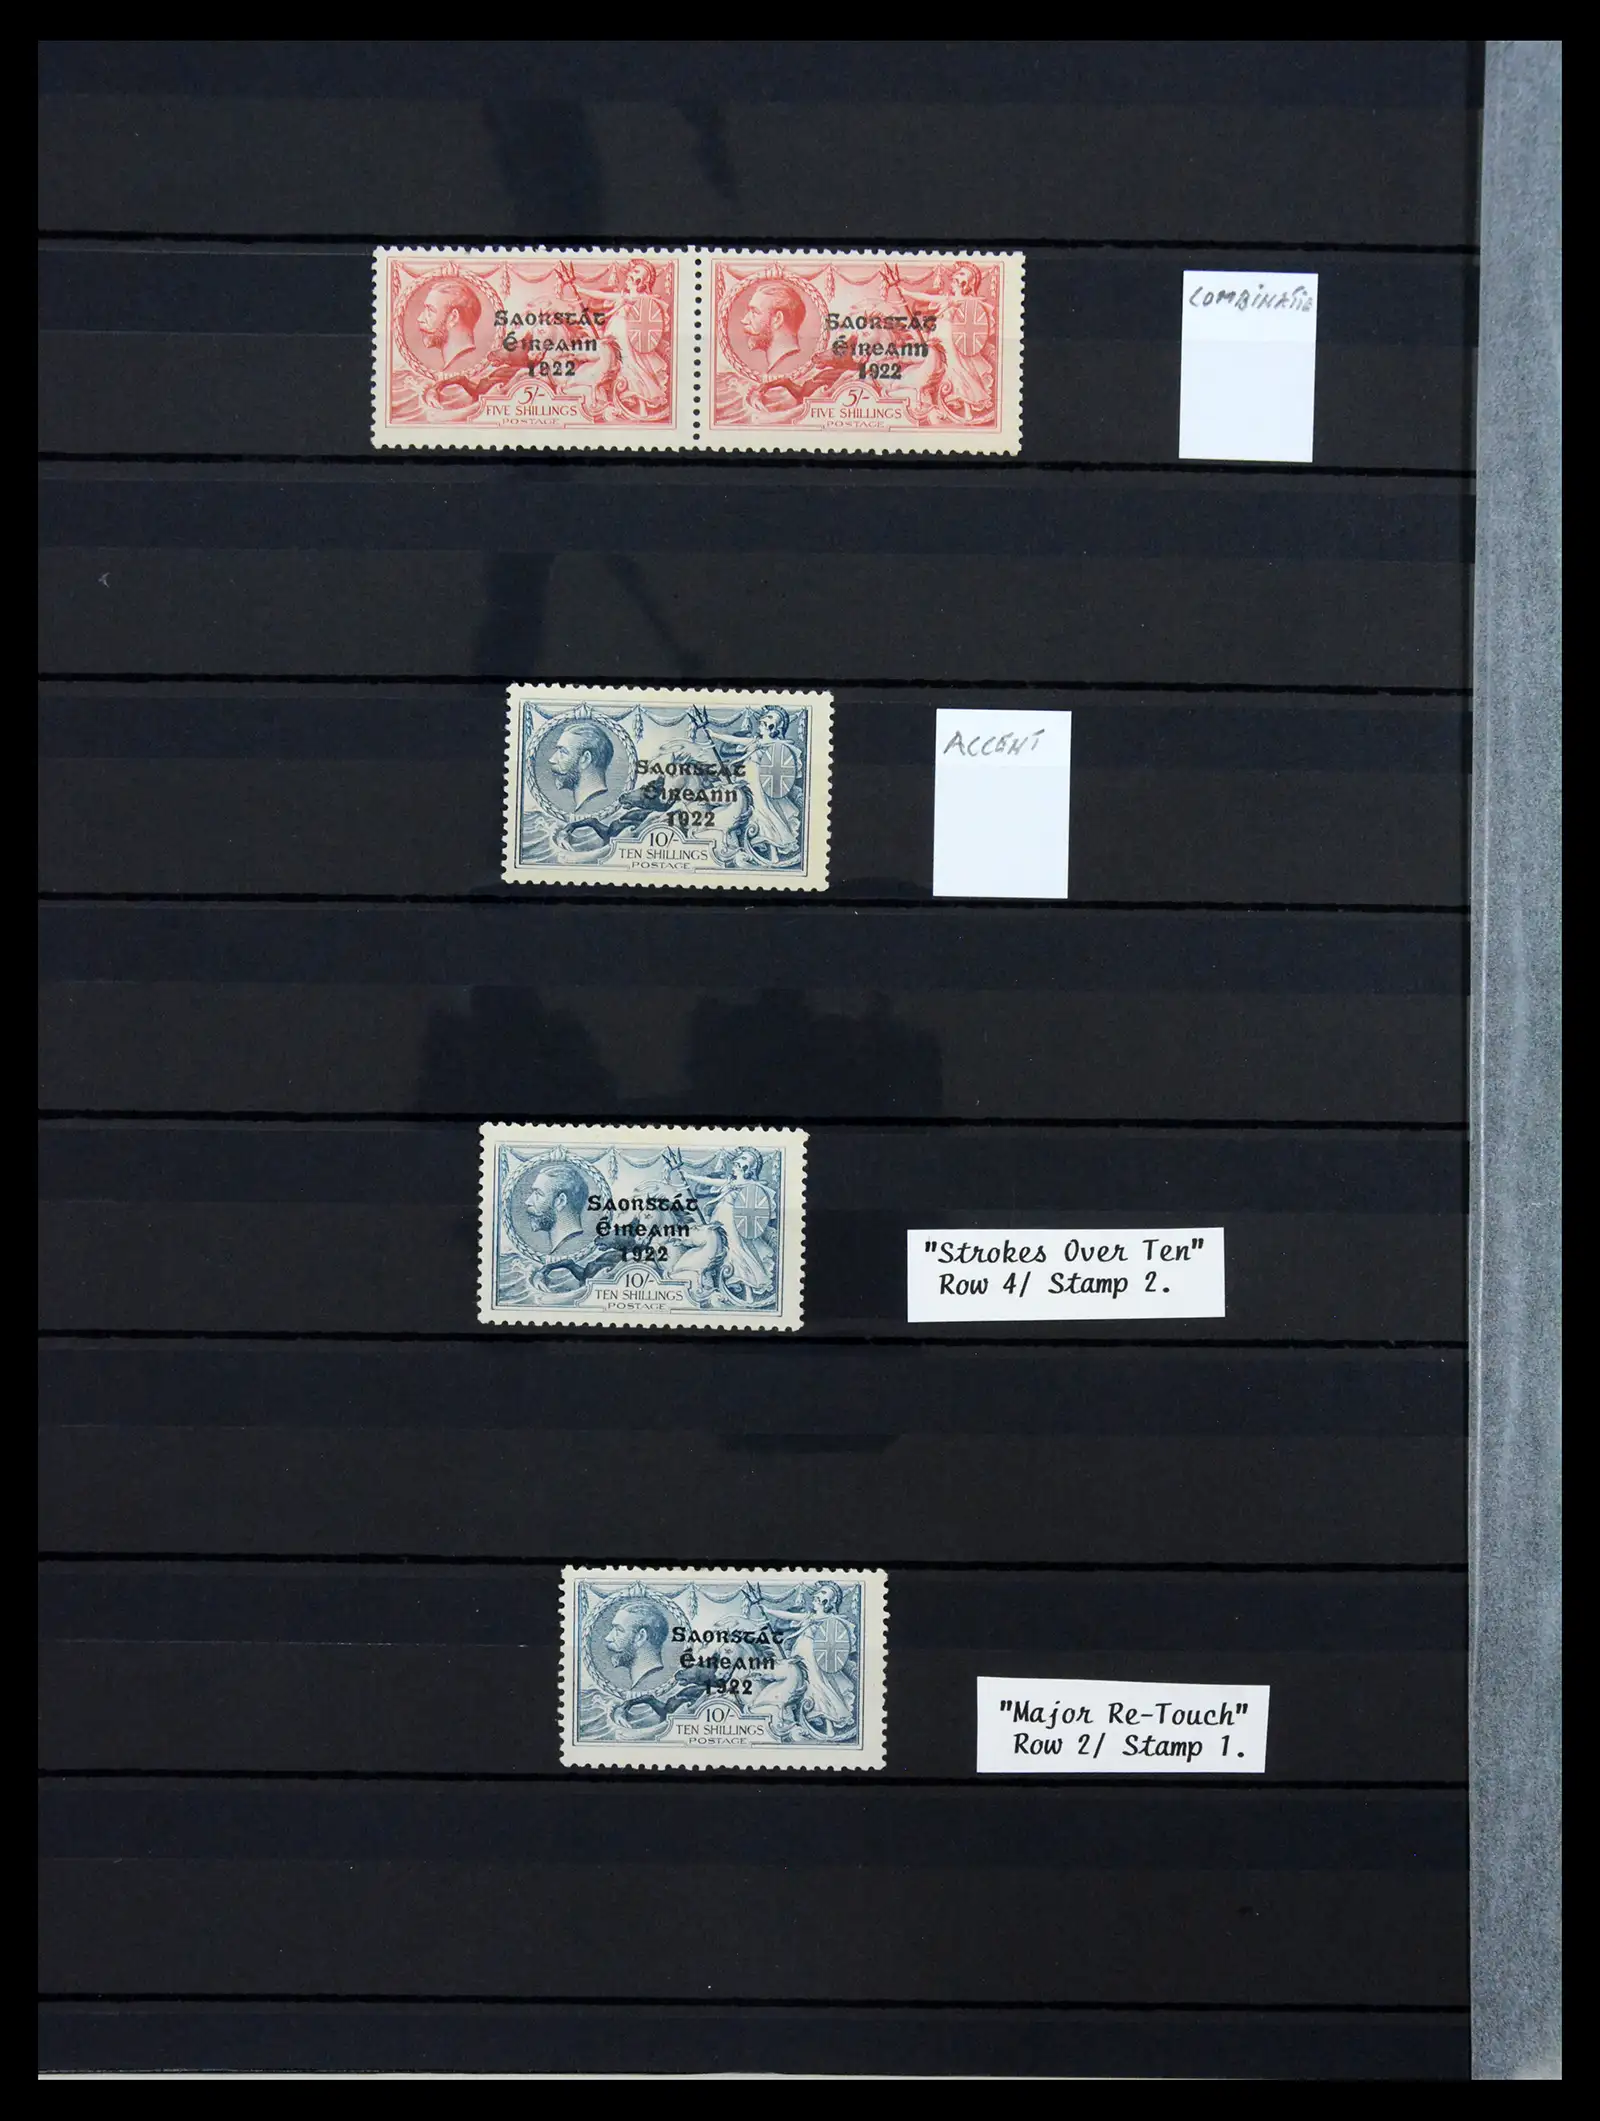 Saorstát
Éireann
1922
5/-
FIVE SHILLINGS
POSTAGE
Saorstát
Éireann
1922
5/-
FIVE SHILLINGS
POSTAGE
COMBINATIE
Saorstát
Éireann
1922
10/-
TEN SHILLINGS
POSTAGE
ACCENT
Saorstát
Éireann
1922
10/-
TEN SHILLINGS
POSTAGE
"Strokes Over Ten"
Row 4/ Stamp 2.
Saorstát
Éireann
1922
10/-
TEN SHILLINGS
POSTAGE
"Major Re-Touch"
Row 2/ Stamp 1.